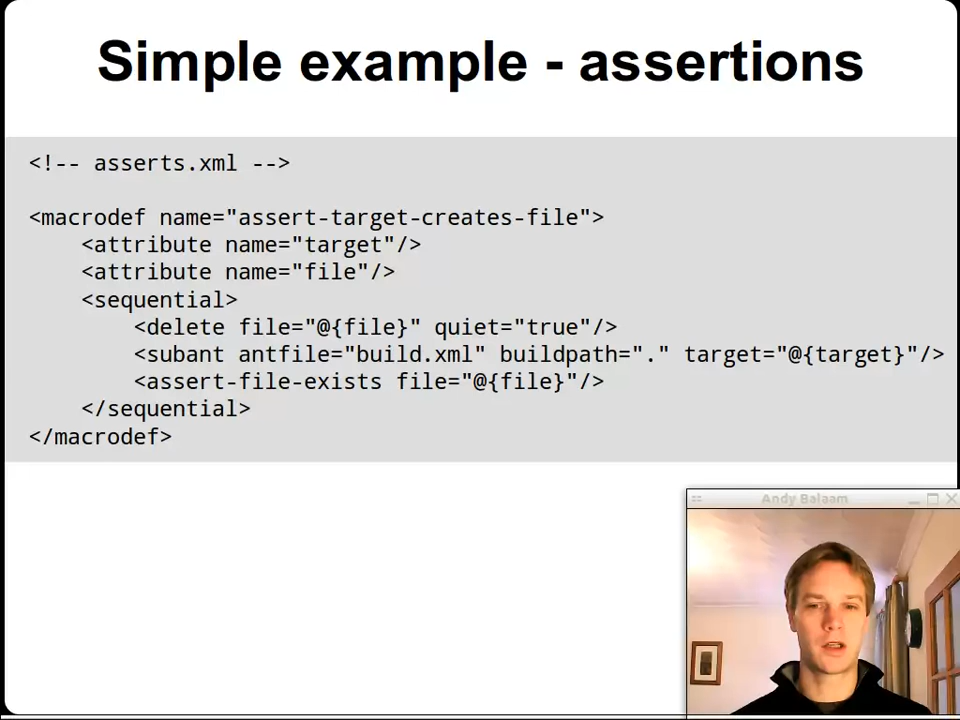 Simple example - assertions
<!-- asserts.xml -->
<macrodef name="assert-target-creates-file">
    <attribute name="target"/>
    <attribute name="file"/>
    <sequential>
        <delete file="@{file}" quiet="true"/>
        <subant antfile="build.xml" buildpath="." target="@{target}"/>
        <assert-file-exists file="@{file}"/>
    </sequential>
</macrodef>
Andy Balaam